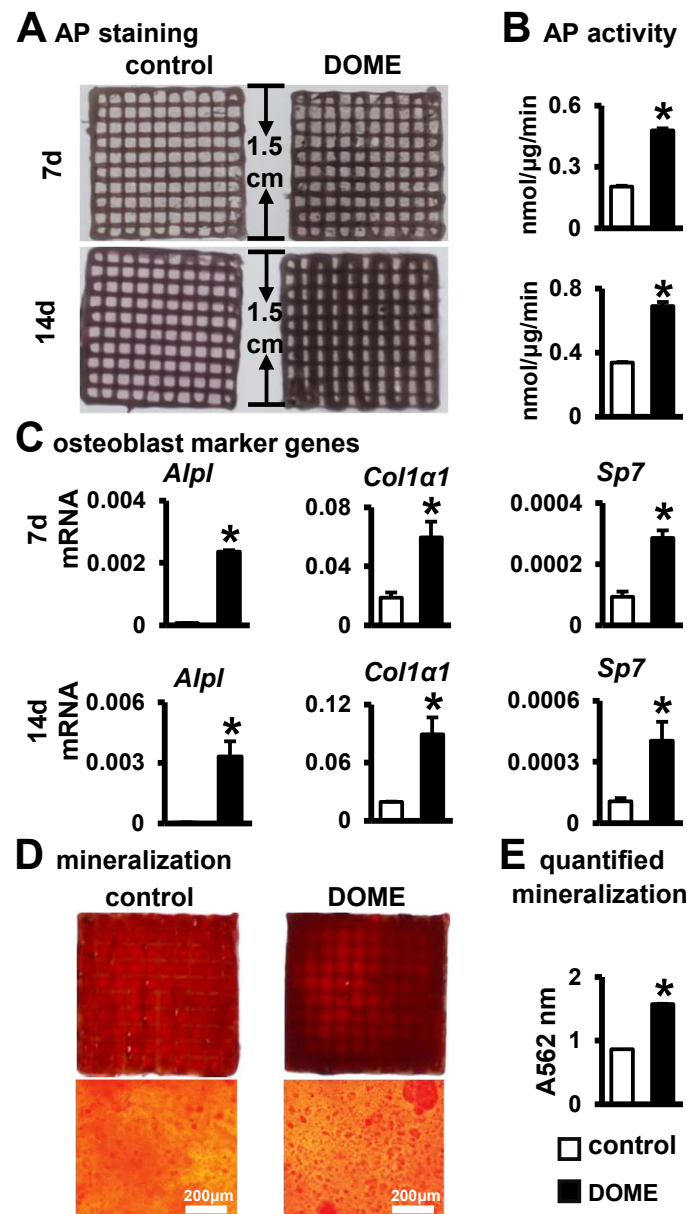 A AP staining
control DOME
7d
1.5
cm
14d
1.5
cm
B AP activity
nmol/µg/min
0.6
0.3
0
*
nmol/µg/min
0.8
0.4
0
*
C osteoblast marker genes
7d
mRNA
Alpl
0.004
0.002
0
*
Col1α1
0.08
0.04
0
*
Sp7
0.0004
0.0002
0
*
14d
mRNA
Alpl
0.006
0.003
0
*
Col1α1
0.12
0.06
0
*
Sp7
0.0006
0.0003
0
*
D mineralization
control DOME
200µm
200µm
E quantified
mineralization
A562 nm
2
1
0
*
control
DOME